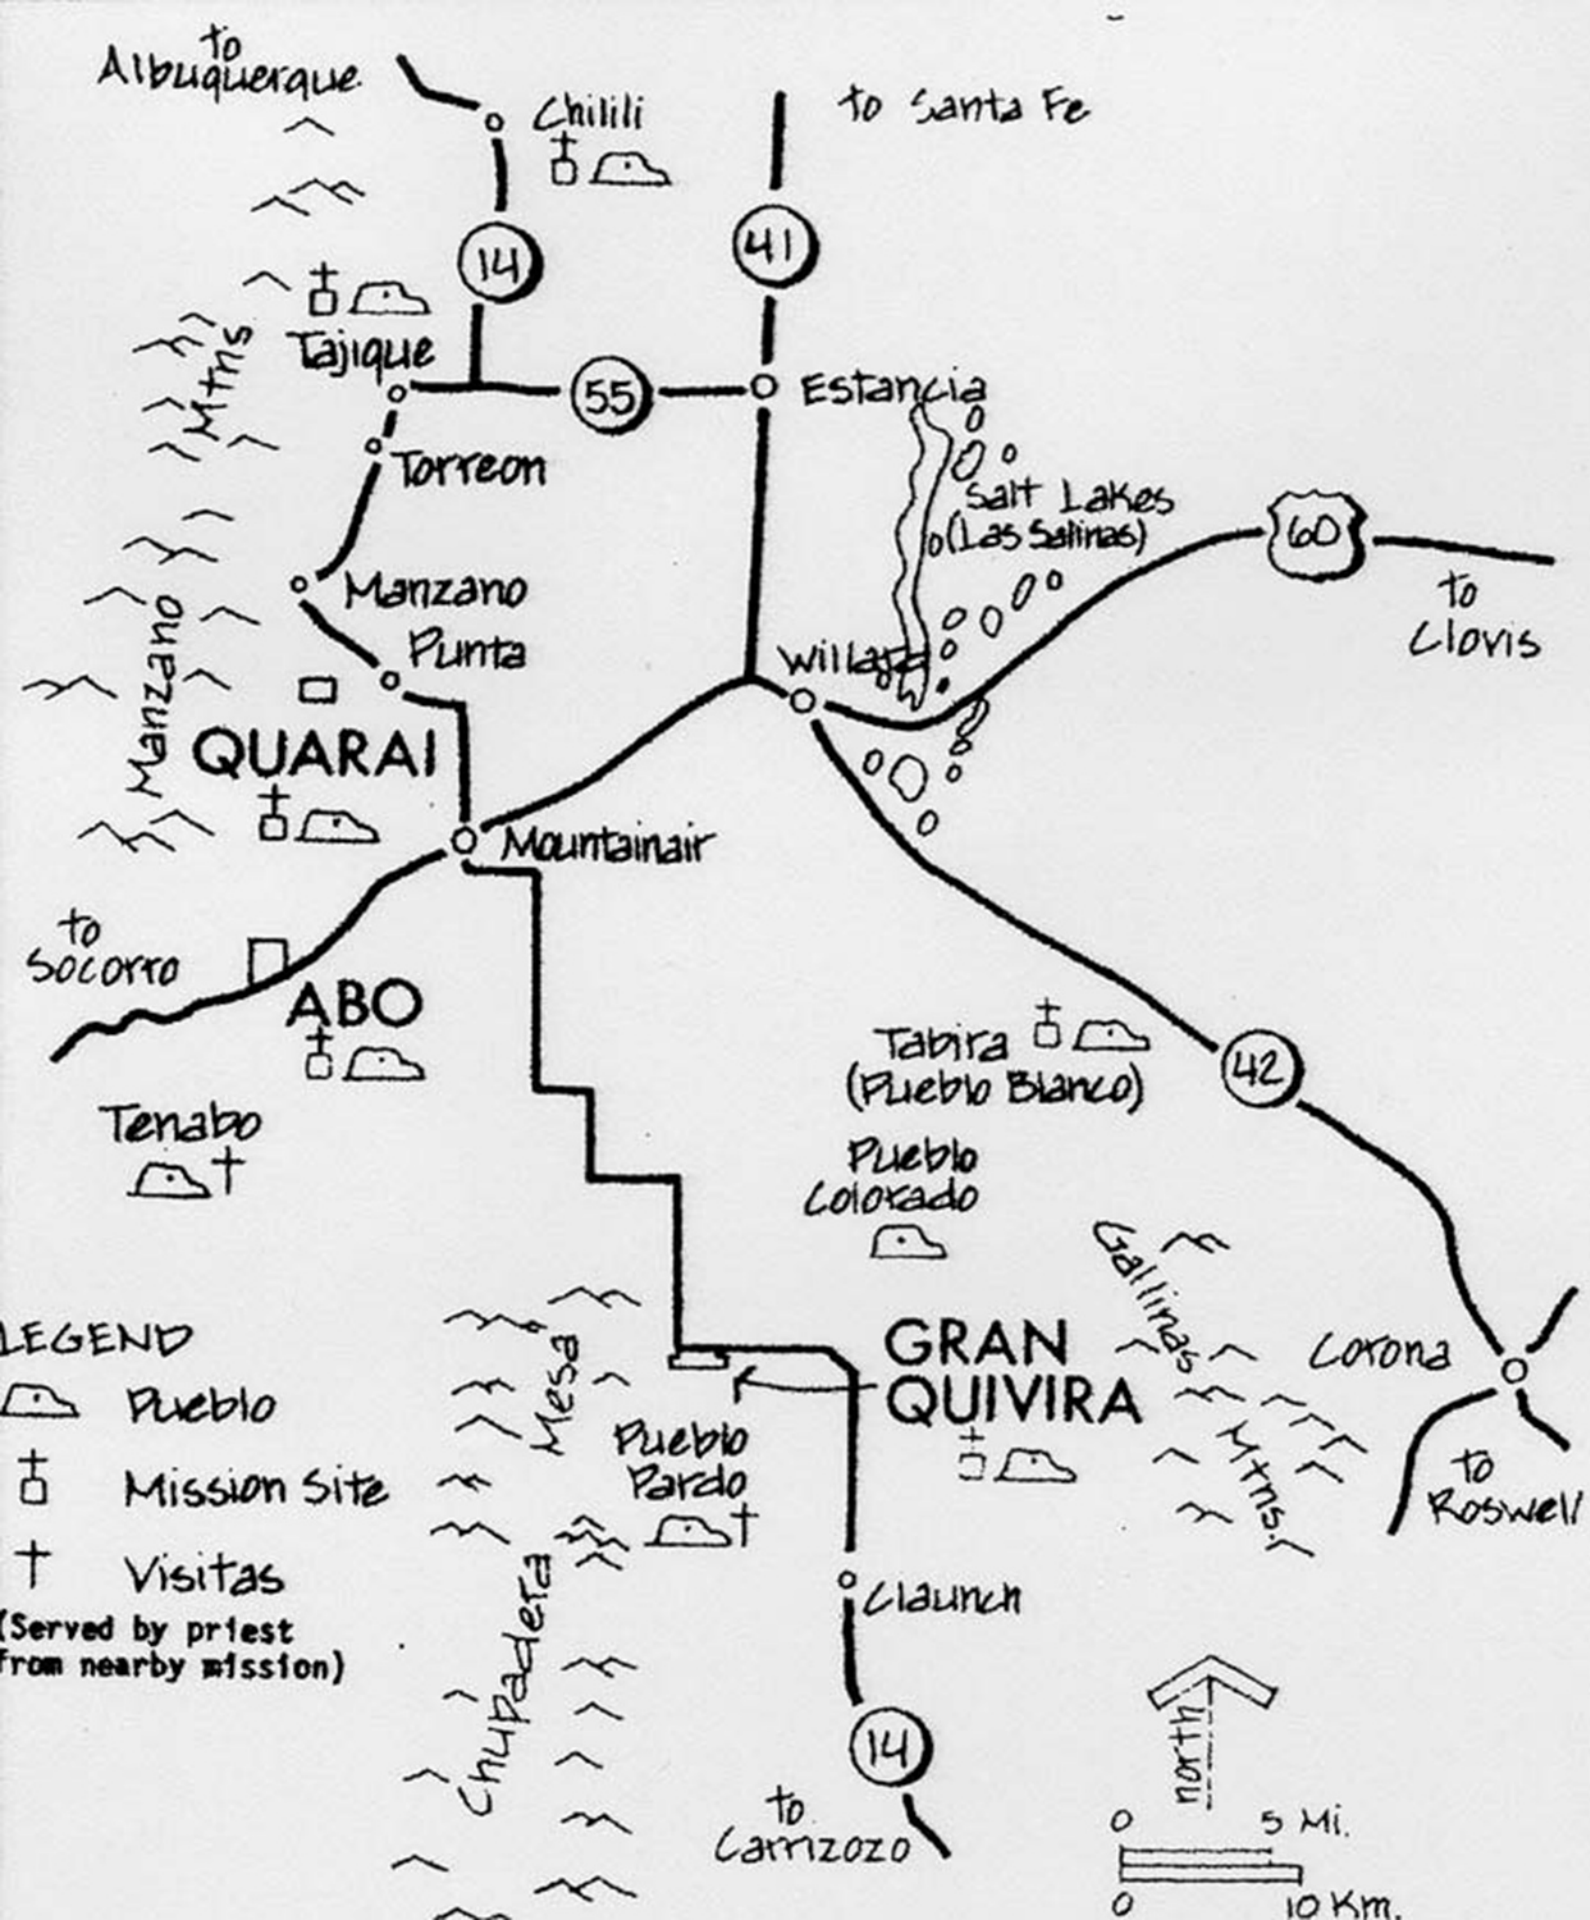 to
Albuquerque
Chilili
to Santa Fe
14
41
Tajique
55
Estancia
Mtns
Torreon
Salt Lakes
(Las Salinas)
60
to
Clovis
Manzano
Punta
Willard
Manzano
QUARAI
Mountainair
to
Socorro
ABO
Tabira
(Pueblo Blanco)
42
Tenabo
Pueblo
Colorado
Gallinas
Mtns.
LEGEND
Pueblo
Mission Site
Visitas
(Served by priest
from nearby mission)
Mesa
Chupadera
GRAN
QUIVIRA
Corona
Pueblo
Pardo
to
Roswell
Claunch
14
to
Carrizozo
north
0 5 Mi.
0 10 Km.